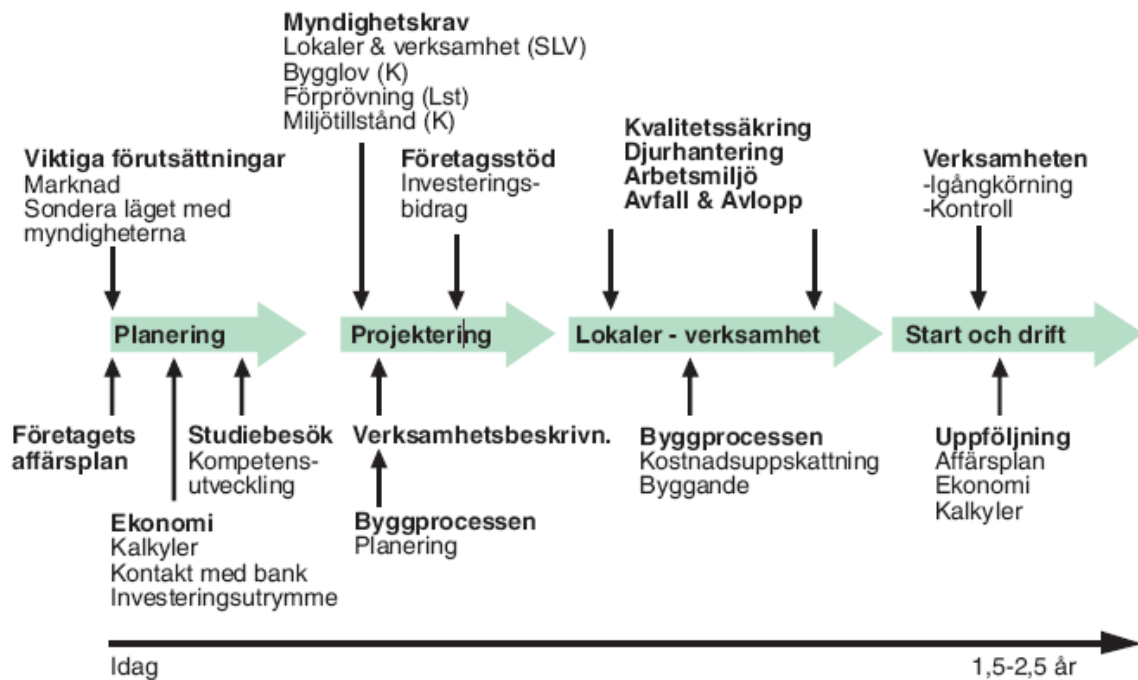 Myndighetskrav
Lokaler & verksamhet (SLV)
Bygglov (K)
Förprövning (Lst)
Miljötillstånd (K)
Viktiga förutsättningar
Marknad
Sondera läget med
myndigheterna
Företagsstöd
Investerings-
bidrag
Kvalitetssäkring
Djurhantering
Arbetsmiljö
Avfall & Avlopp
Verksamheten
-Igångkörning
-Kontroll
Planering
Projektering
Lokaler - verksamhet
Start och drift
Företagets
affärsplan
Studiebesök
Kompetens-
utveckling
Ekonomi
Kalkyler
Kontakt med bank
Investeringsutrymme
Verksamhetsbeskrivn.
Byggprocessen
Planering
Byggprocessen
Kostnadsuppskattning
Byggande
Uppföljning
Affärsplan
Ekonomi
Kalkyler
Idag
1,5-2,5 år